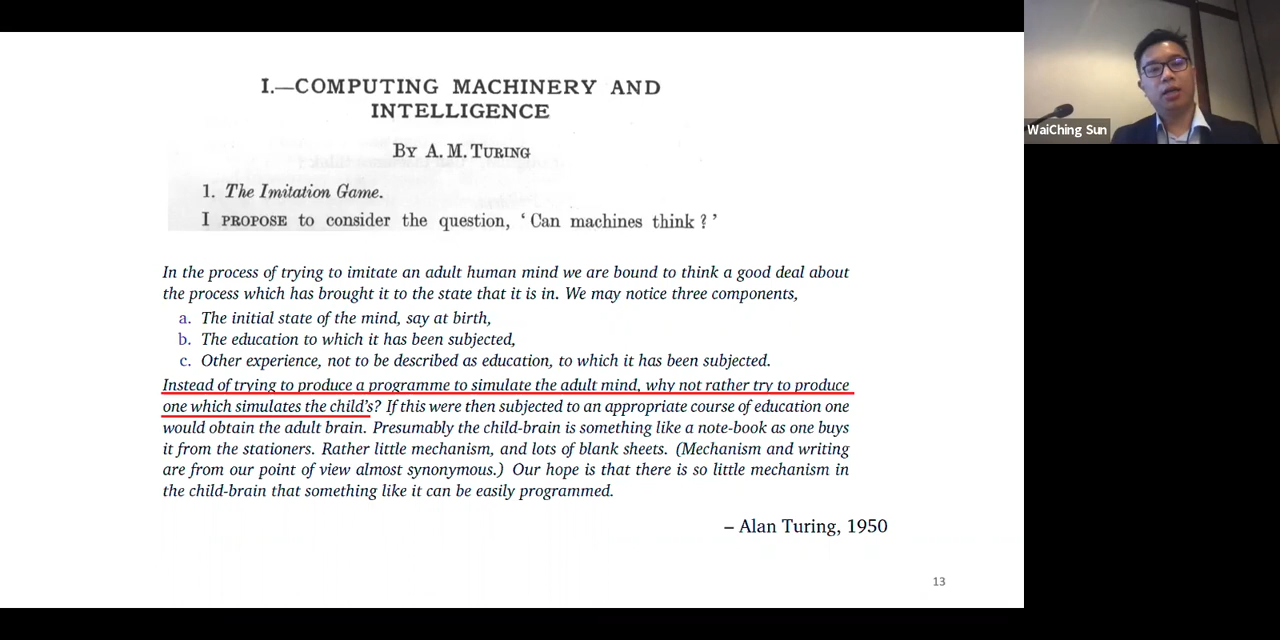 I.—COMPUTING MACHINERY AND
INTELLIGENCE
BY A. M. TURING
1. The Imitation Game.
I PROPOSE to consider the question, ‘Can machines think?’
In the process of trying to imitate an adult human mind we are bound to think a good deal about
the process which has brought it to the state that it is in. We may notice three components,
a. The initial state of the mind, say at birth,
b. The education to which it has been subjected,
c. Other experience, not to be described as education, to which it has been subjected.
Instead of trying to produce a programme to simulate the adult mind, why not rather try to produce
one which simulates the child's? If this were then subjected to an appropriate course of education one
would obtain the adult brain. Presumably the child-brain is something like a note-book as one buys
it from the stationers. Rather little mechanism, and lots of blank sheets. (Mechanism and writing
are from our point of view almost synonymous.) Our hope is that there is so little mechanism in
the child-brain that something like it can be easily programmed.
– Alan Turing, 1950
13
WaiChing Sun